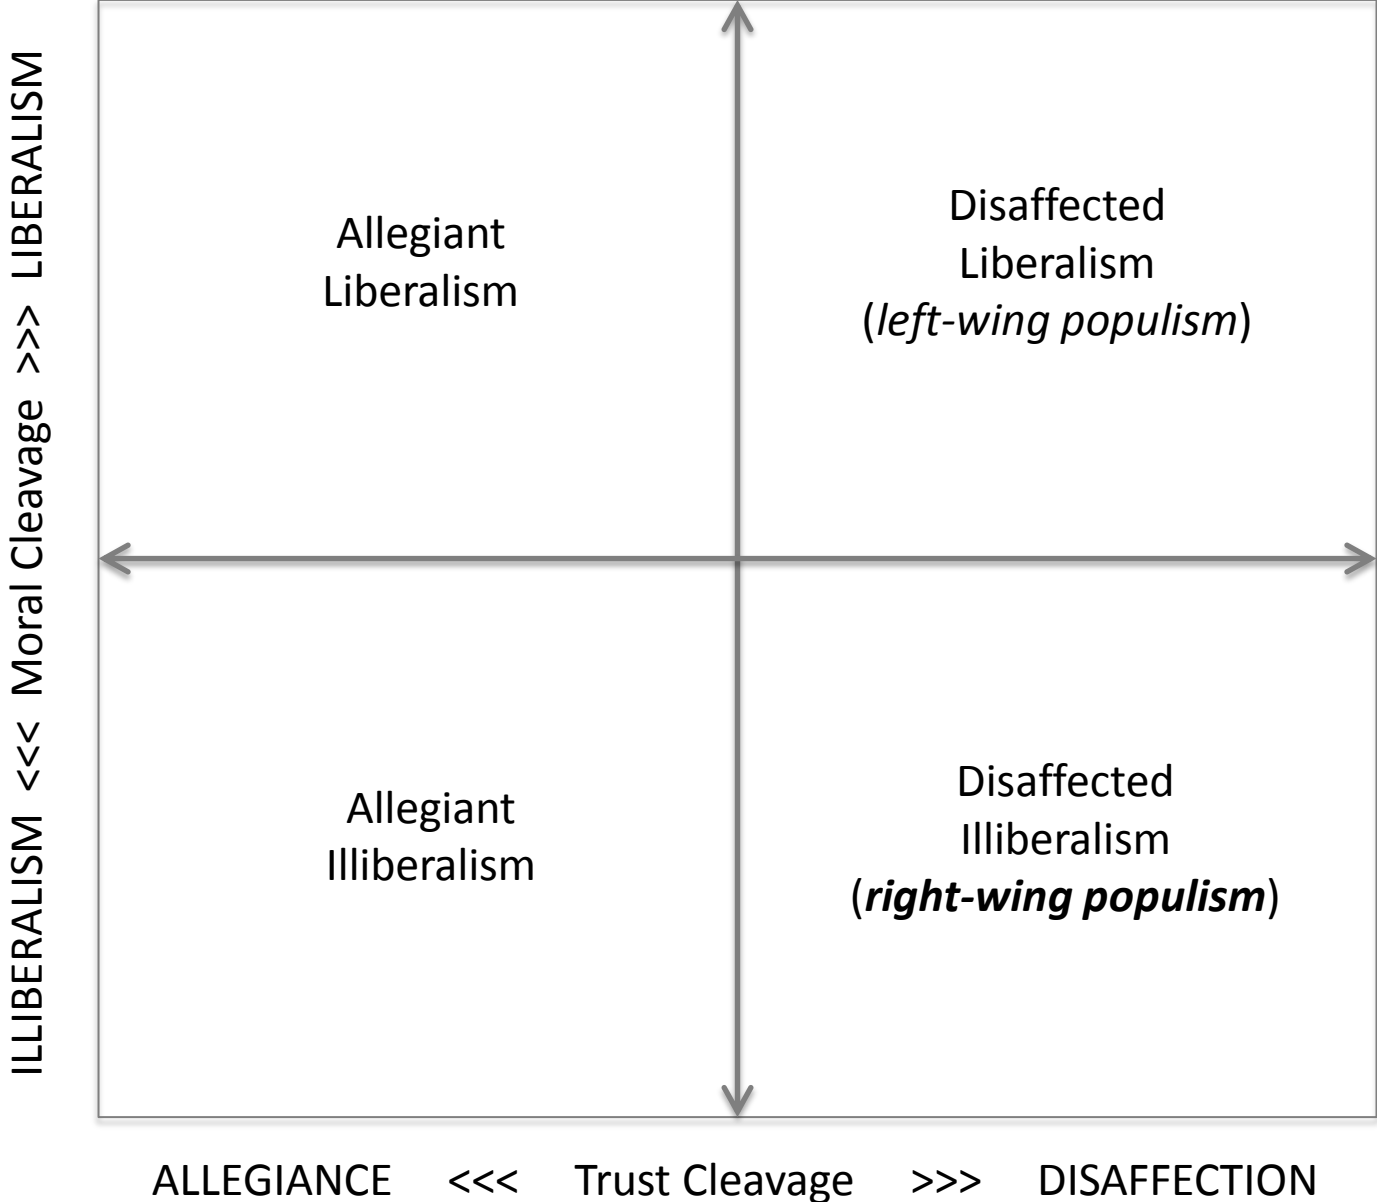 ILLIBERALISM <<< Moral Cleavage >>> LIBERALISM
Allegiant
Liberalism
Disaffected
Liberalism
(left-wing populism)
Allegiant
Illiberalism
Disaffected
Illiberalism
(right-wing populism)
ALLEGIANCE <<< Trust Cleavage >>> DISAFFECTION